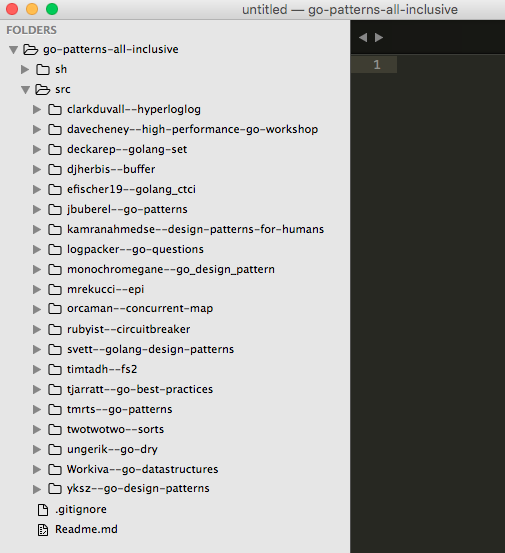 untitled — go-patterns-all-inclusive
FOLDERS
go-patterns-all-inclusive
sh
src
clarkduvall--hyperloglog
davecheney--high-performance-go-workshop
deckarep--golang-set
djherbis--buffer
efischer19--golang_ctci
jbuberel--go-patterns
kamranahmedse--design-patterns-for-humans
logpacker--go-questions
monochromegane--go_design_pattern
mrekucci--epi
orcaman--concurrent-map
rubyist--circuitbreaker
svett--golang-design-patterns
timtadh--fs2
tjarratt--go-best-practices
tmrts--go-patterns
twotwotwo--sorts
ungerik--go-dry
Workiva--go-datastructures
yksz--go-design-patterns
.gitignore
Readme.md
1